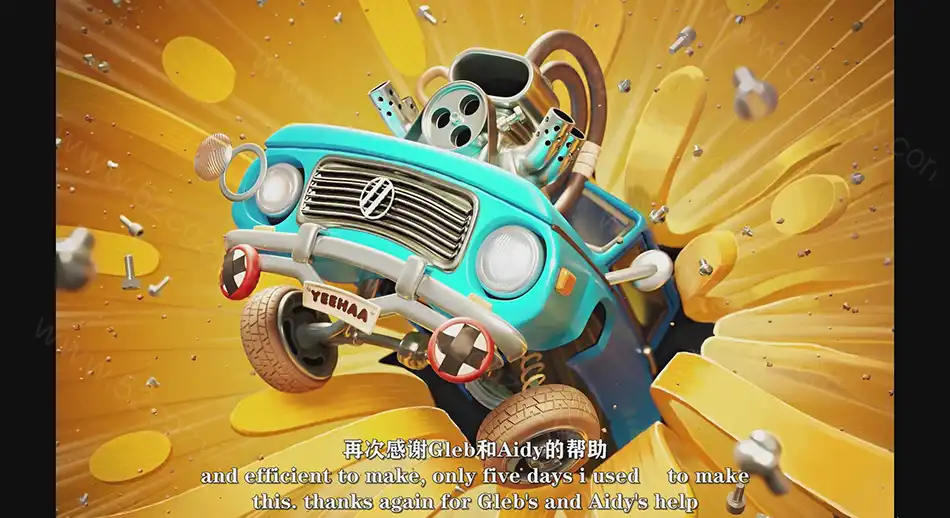 YEEHAA
再次感谢Gleb和Aidy的帮助
and efficient to make, only five days i used to make
this. thanks again for Gleb's and Aidy's help